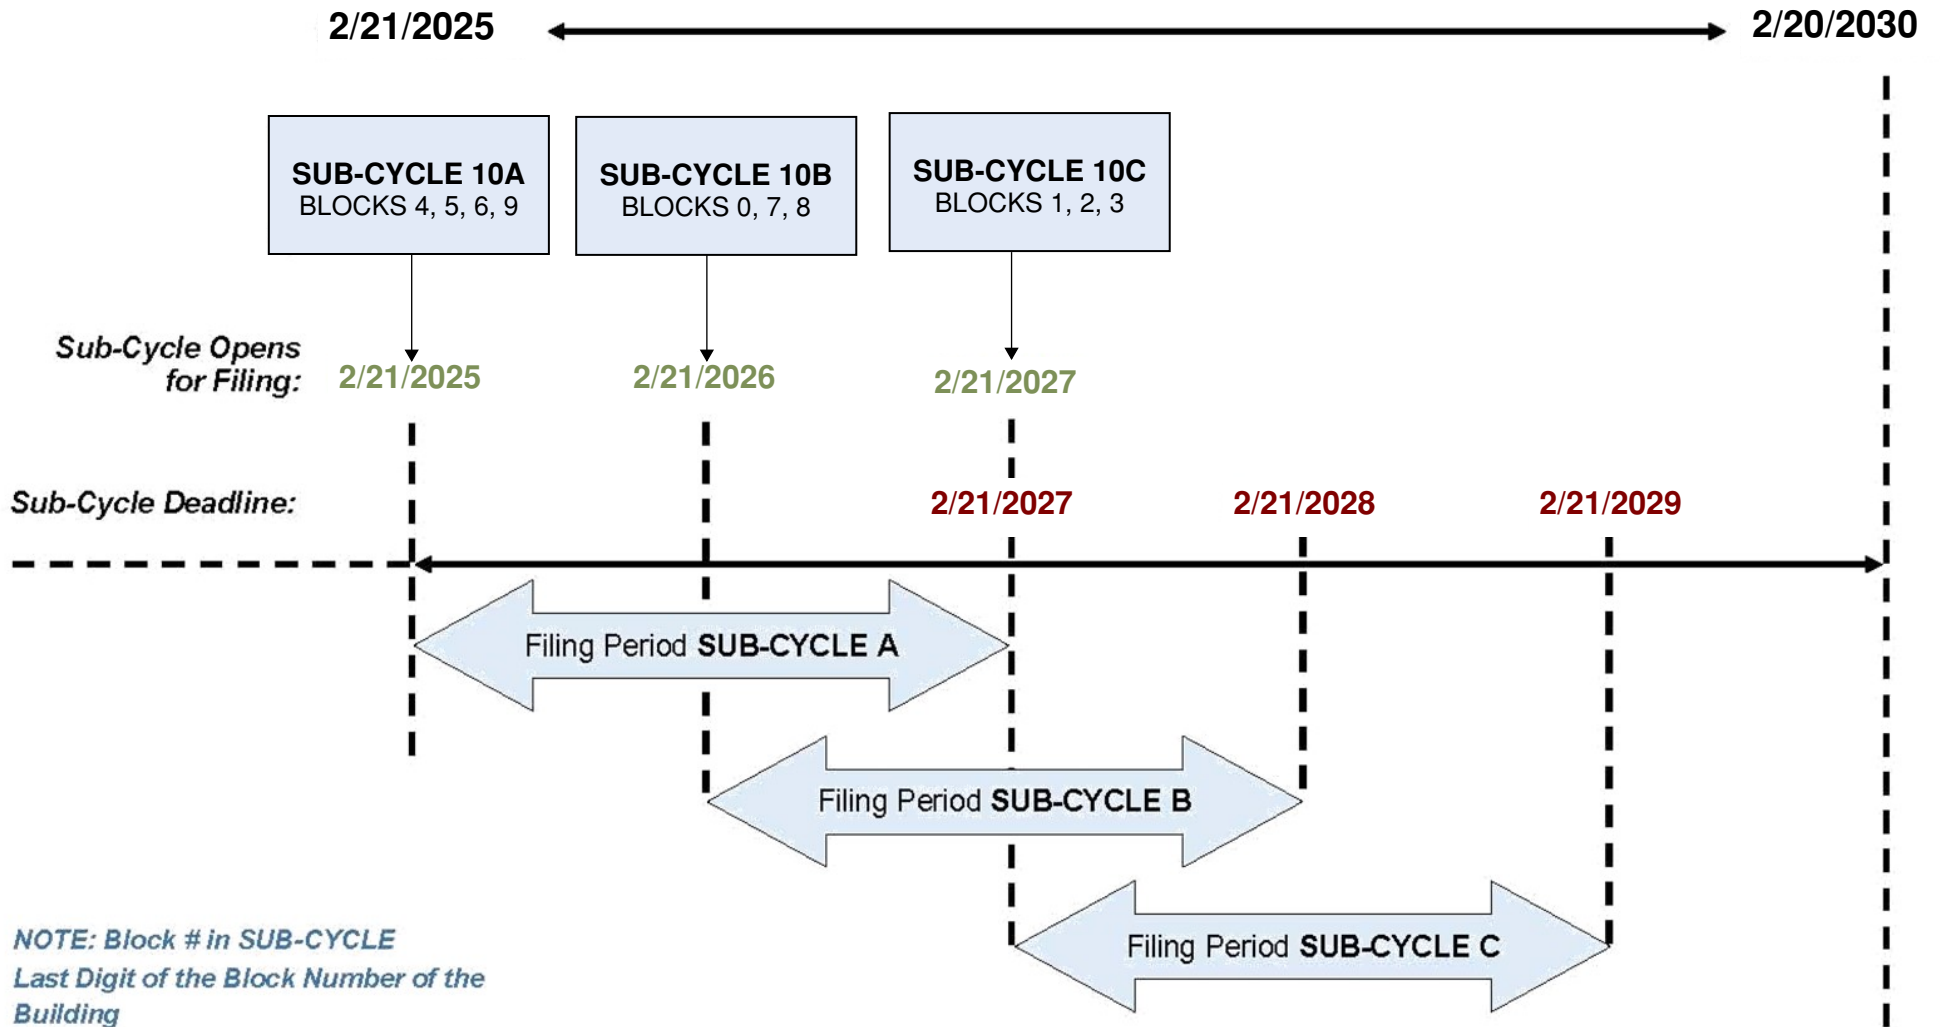 2/21/2025
2/20/2030
SUB-CYCLE 10A
BLOCKS 4, 5, 6, 9
SUB-CYCLE 10B
BLOCKS 0, 7, 8
SUB-CYCLE 10C
BLOCKS 1, 2, 3
Sub-Cycle Opens
for Filing:
2/21/2025
2/21/2026
2/21/2027
Sub-Cycle Deadline:
2/21/2027
2/21/2028
2/21/2029
Filing Period SUB-CYCLE A
Filing Period SUB-CYCLE B
Filing Period SUB-CYCLE C
NOTE: Block # in SUB-CYCLE
Last Digit of the Block Number of the
Building